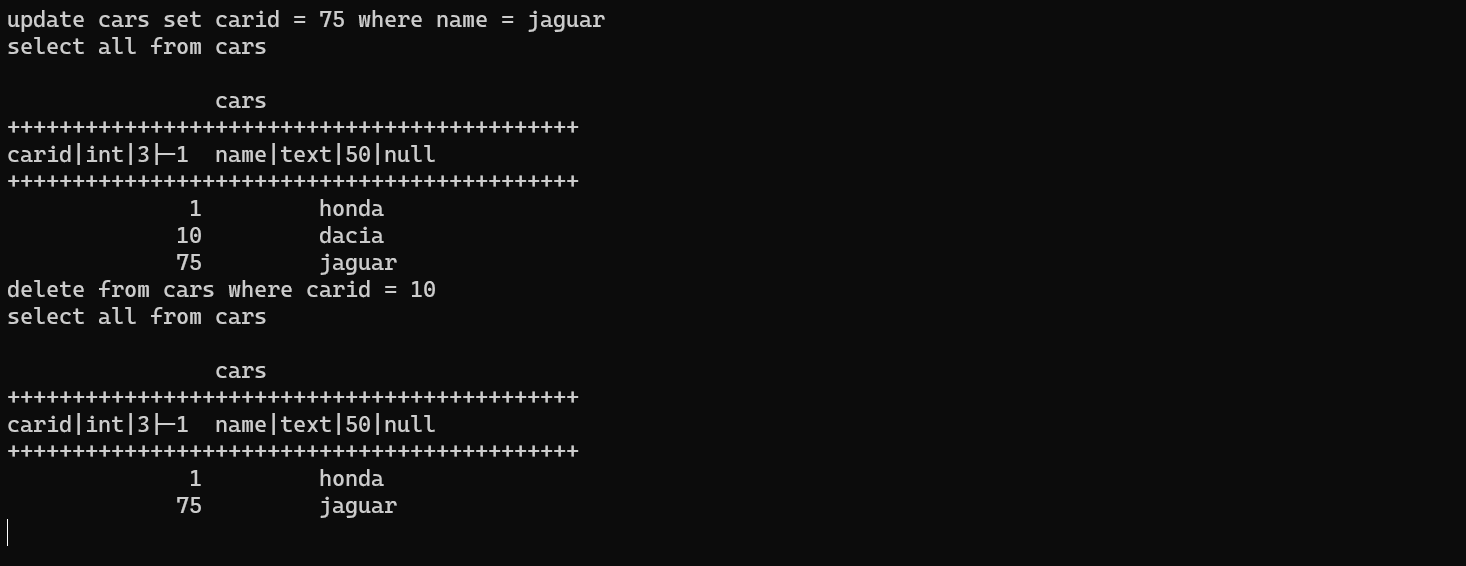 update cars set carid = 75 where name = jaguar
select all from cars
cars
++++++++++++++++++++++++++++++++++++++++++++
carid|int|3|-1  name|text|50|null
++++++++++++++++++++++++++++++++++++++++++++
1 honda
10 dacia
75 jaguar
delete from cars where carid = 10
select all from cars
cars
++++++++++++++++++++++++++++++++++++++++++++
carid|int|3|-1  name|text|50|null
++++++++++++++++++++++++++++++++++++++++++++
1 honda
75 jaguar